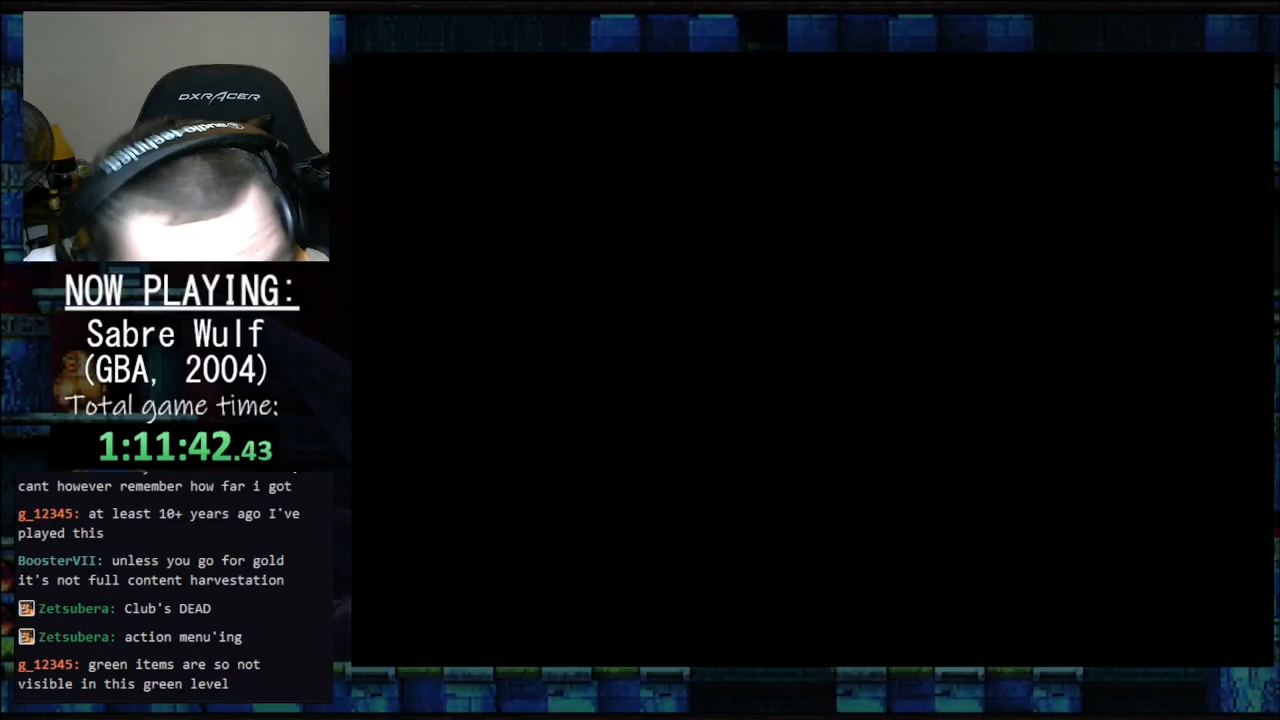 DXRACER
audio-technica
NOW PLAYING:
Sabre Wulf
(GBA, 2004)
Total game time:
1:11:42.43
cant however remember how far i got
g_12345: at least 10+ years ago I've
played this
BoosterVII: unless you go for gold
it's not full content harvestation
Zetsubera: Club's DEAD
Zetsubera: action menu'ing
g_12345: green items are so not
visible in this green level